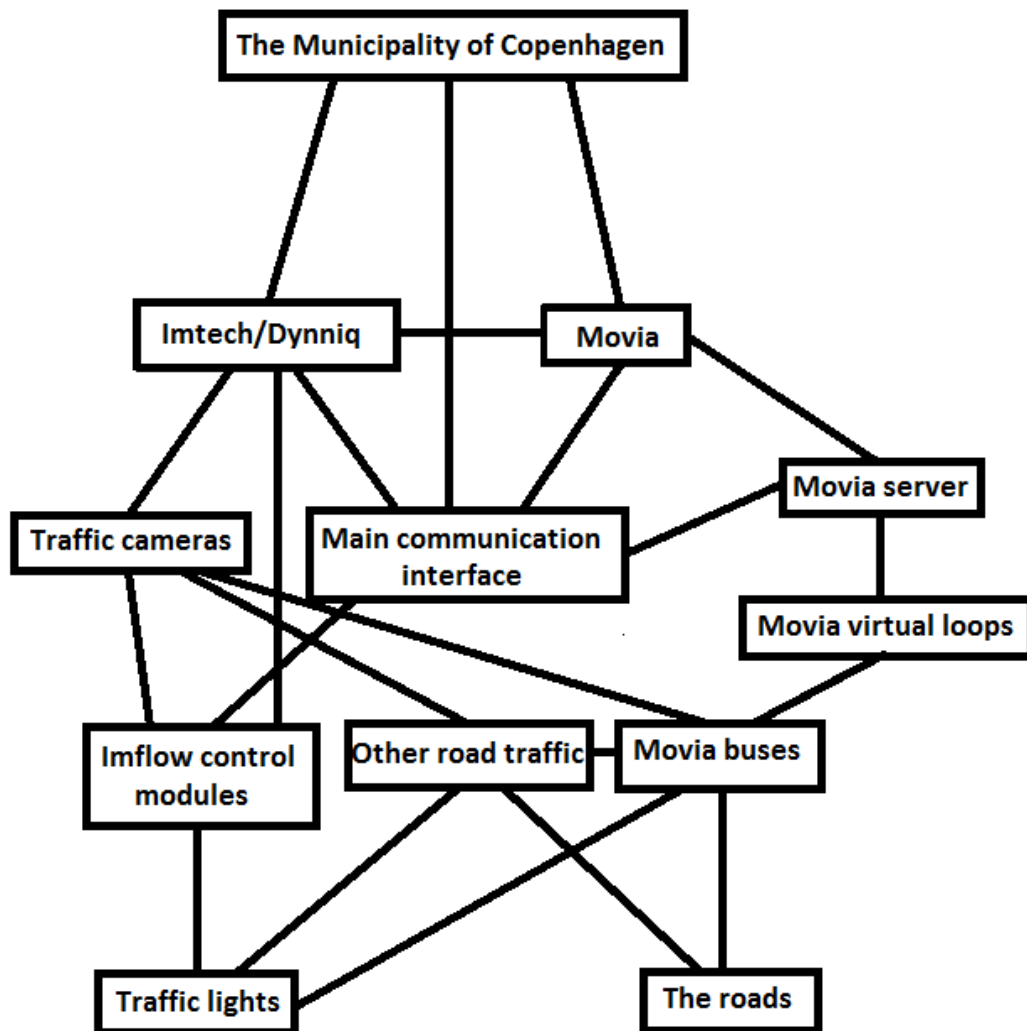 The Municipality of Copenhagen
Imtech/Dynniq
Movia
Movia server
Traffic cameras
Main communication
interface
Movia virtual loops
Imflow control
modules
Other road traffic
Movia buses
Traffic lights
The roads